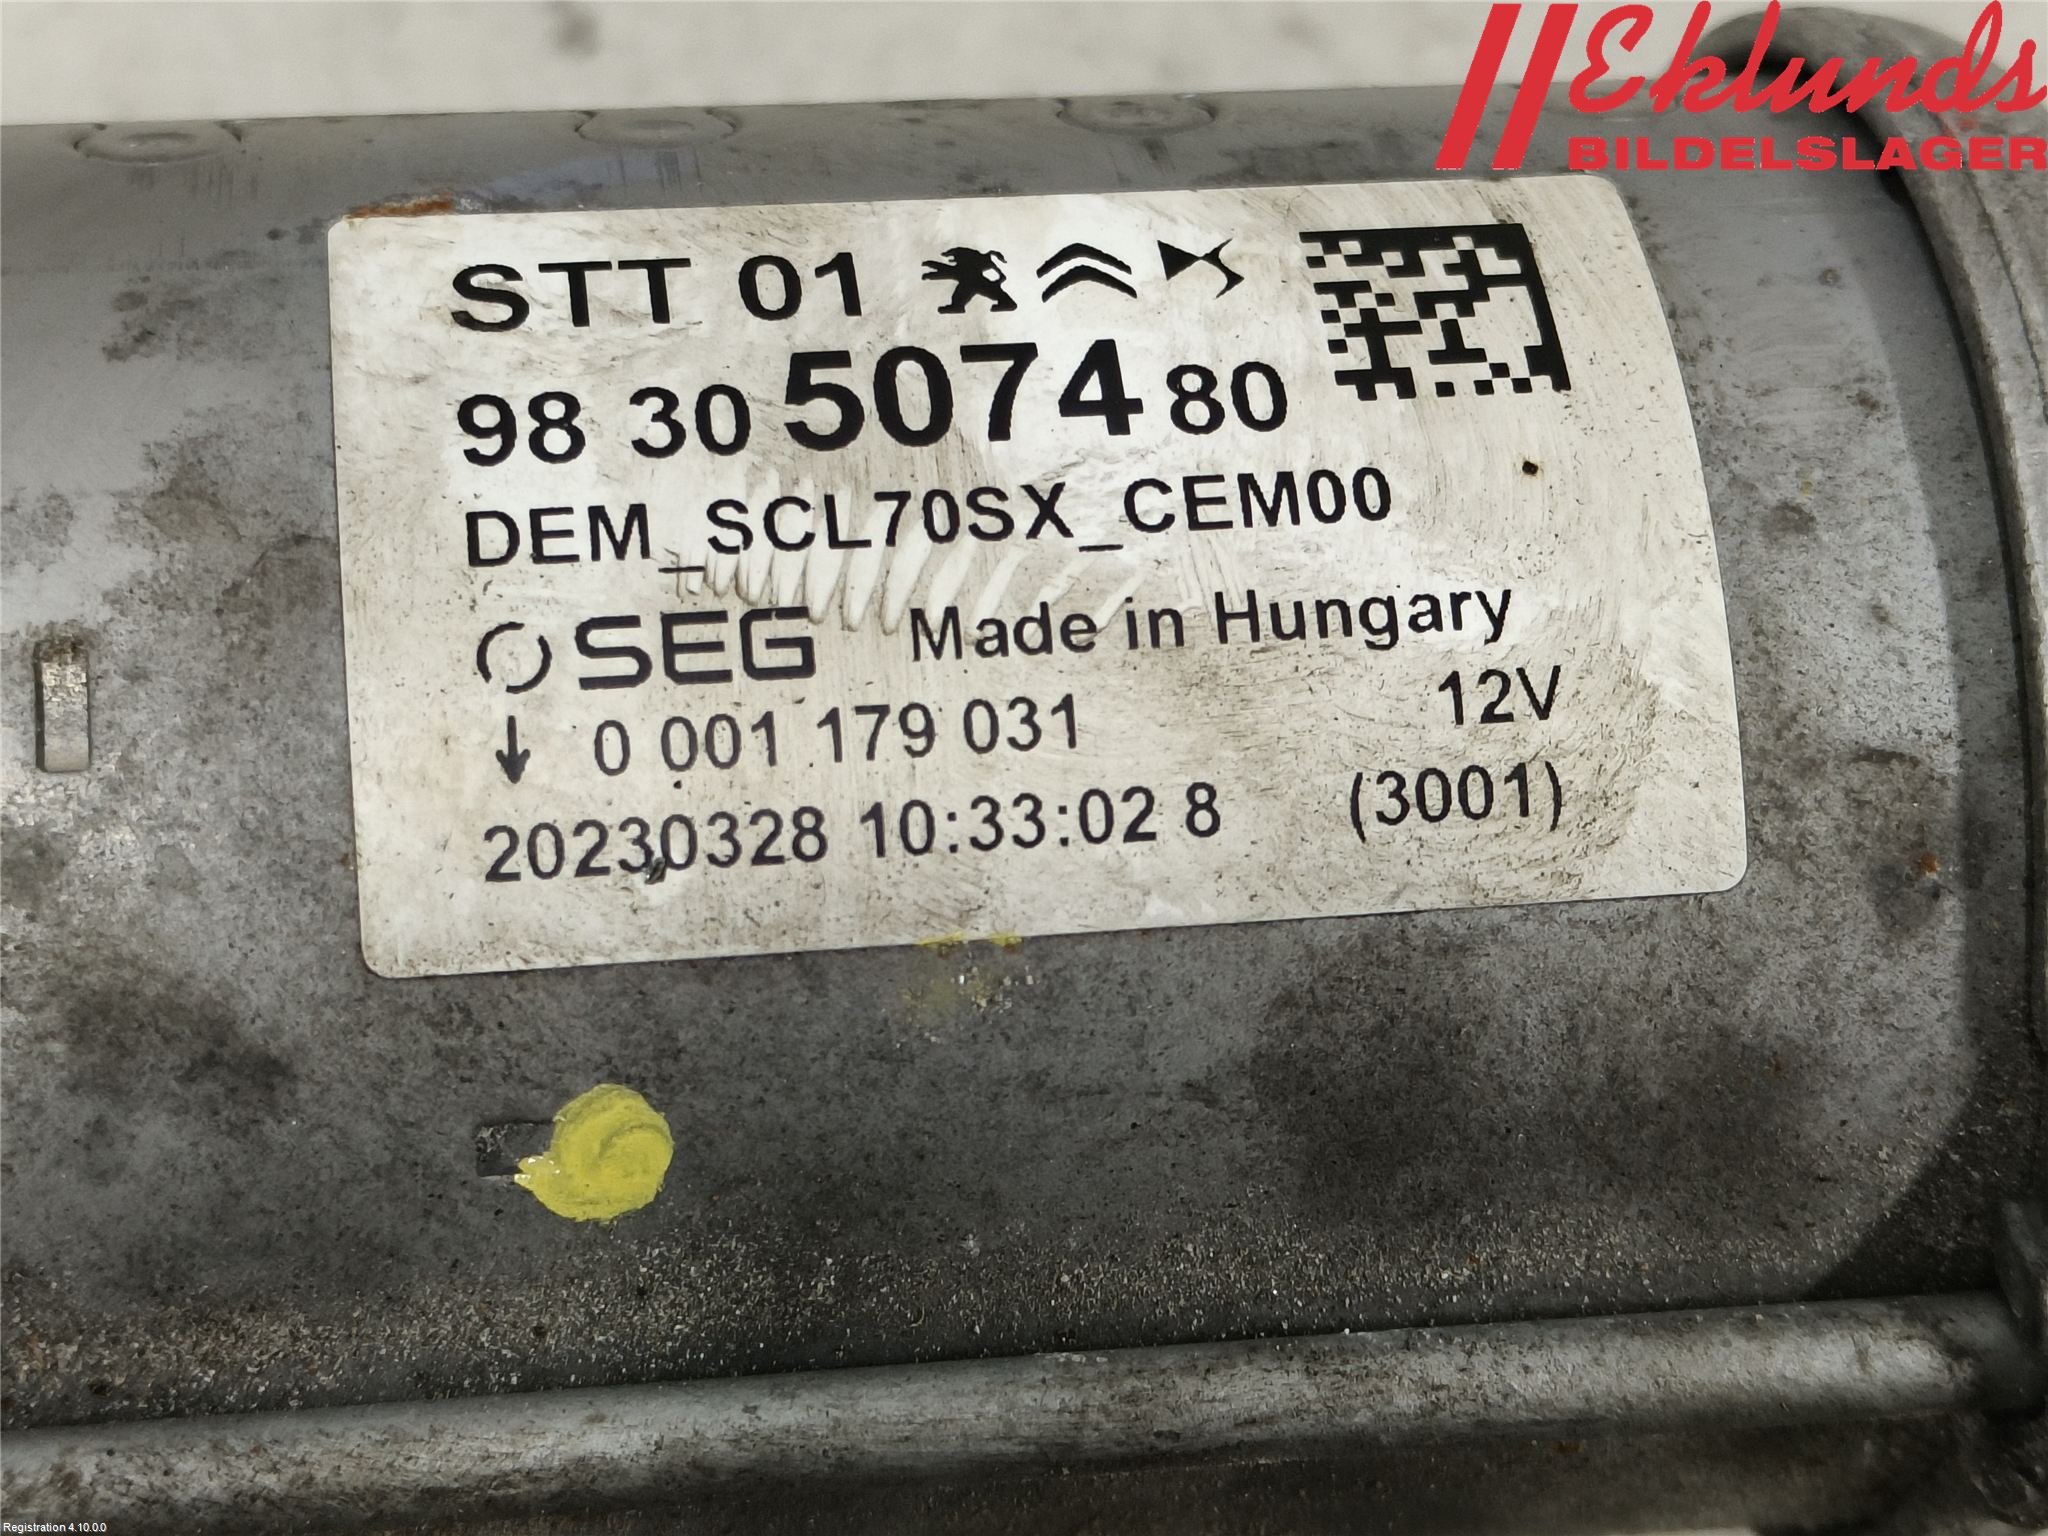 Eklunds
BILDELSLAGER
STT 01
98 30 5074 80
DEM_SCL70SX_CEM00
SEG Made in Hungary
↓ 0 001 179 031 12V
20230328 10:33:02 8 (3001)
Registration 4.10.0.0